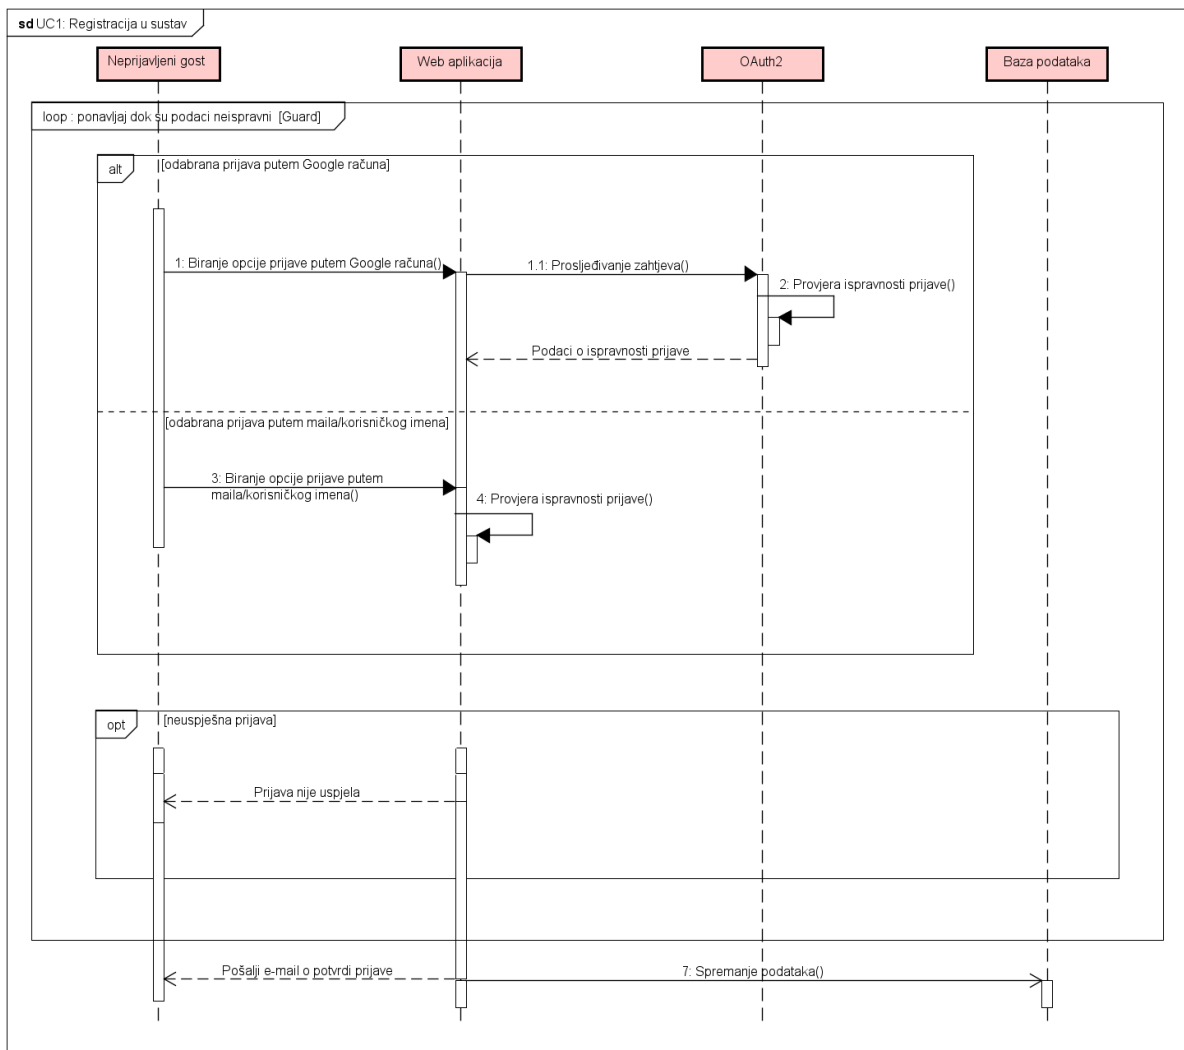 sd UC1: Registracija u sustav
Neprijavljeni gost
Web aplikacija
OAuth2
Baza podataka
loop : ponavljaj dok su podaci neispravni [Guard]
alt
[odabrana prijava putem Google računa]
1: Biranje opcije prijave putem Google računa()
1.1: Prosljeđivanje zahtjeva()
2: Provjera ispravnosti prijave()
Podaci o ispravnosti prijave
[odabrana prijava putem maila/korisničkog imena]
3: Biranje opcije prijave putem
maila/korisničkog imena()
4: Provjera ispravnosti prijave()
opt
[neuspješna prijava]
Prijava nije uspjela
Pošalji e-mail o potvrdi prijave
7: Spremanje podataka()